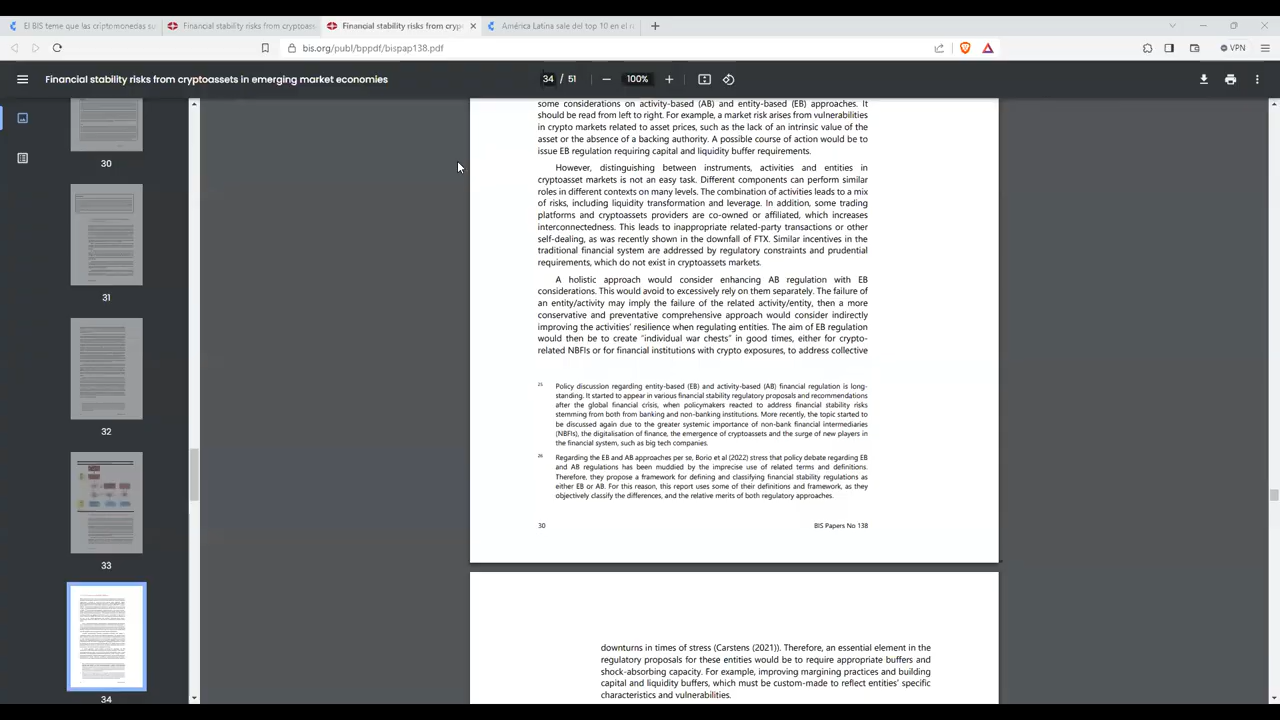 El BIS teme que las criptomonedas su
Financial stability risks from cryptoasset
Financial stability risks from crype
América Latina sale del top 10 en el ra
bis.org/publ/bppdf/bispap138.pdf
VPN
Financial stability risks from cryptoassets in emerging market economies
34 / 51
100%
30
31
32
33
34
some considerations on activity-based (AB) and entity-based (EB) approaches. It
should be read from left to right. For example, a market risk arises from vulnerabilities
in crypto markets related to asset prices, such as the lack of an intrinsic value of the
asset or the absence of a backing authority. A possible course of action would be to
issue EB regulation requiring capital and liquidity buffer requirements.
However, distinguishing between instruments, activities and entities in
cryptoasset markets is not an easy task. Different components can perform similar
roles in different contexts on many levels. The combination of activities leads to a mix
of risks, including liquidity transformation and leverage. In addition, some trading
platforms and cryptoassets providers are co-owned or affiliated, which increases
interconnectedness. This leads to inappropriate related-party transactions or other
self-dealing, as was recently shown in the downfall of FTX. Similar incentives in the
traditional financial system are addressed by regulatory constraints and prudential
requirements, which do not exist in cryptoassets markets.
A holistic approach would consider enhancing AB regulation with EB
considerations. This would avoid to excessively rely on them separately. The failure of
an entity/activity may imply the failure of the related activity/entity, then a more
conservative and preventative comprehensive approach would consider indirectly
improving the activities' resilience when regulating entities. The aim of EB regulation
would then be to create "individual war chests" in good times, either for crypto-
related NBFIs or for financial institutions with crypto exposures, to address collective
25 Policy discussion regarding entity-based (EB) and activity-based (AB) financial regulation is long-
standing. It started to appear in various financial stability regulatory proposals and recommendations
after the global financial crisis, when policymakers reacted to address financial stability risks
stemming from both from banking and non-banking institutions. More recently, the topic started to
be discussed again due to the greater systemic importance of non-bank financial intermediaries
(NBFIs), the digitalisation of finance, the emergence of cryptoassets and the surge of new players in
the financial system, such as big tech companies.
26 Regarding the EB and AB approaches per se, Borio et al (2022) stress that policy debate regarding EB
and AB regulations has been muddied by the imprecise use of related terms and definitions.
Therefore, they propose a framework for defining and classifying financial stability regulations as
either EB or AB. For this reason, this report uses some of their definitions and framework, as they
objectively classify the differences, and the relative merits of both regulatory approaches.
30
BIS Papers No 138
downturns in times of stress (Carstens (2021)). Therefore, an essential element in the
regulatory proposals for these entities would be to require appropriate buffers and
shock-absorbing capacity. For example, improving margining practices and building
capital and liquidity buffers, which must be custom-made to reflect entities' specific
characteristics and vulnerabilities.